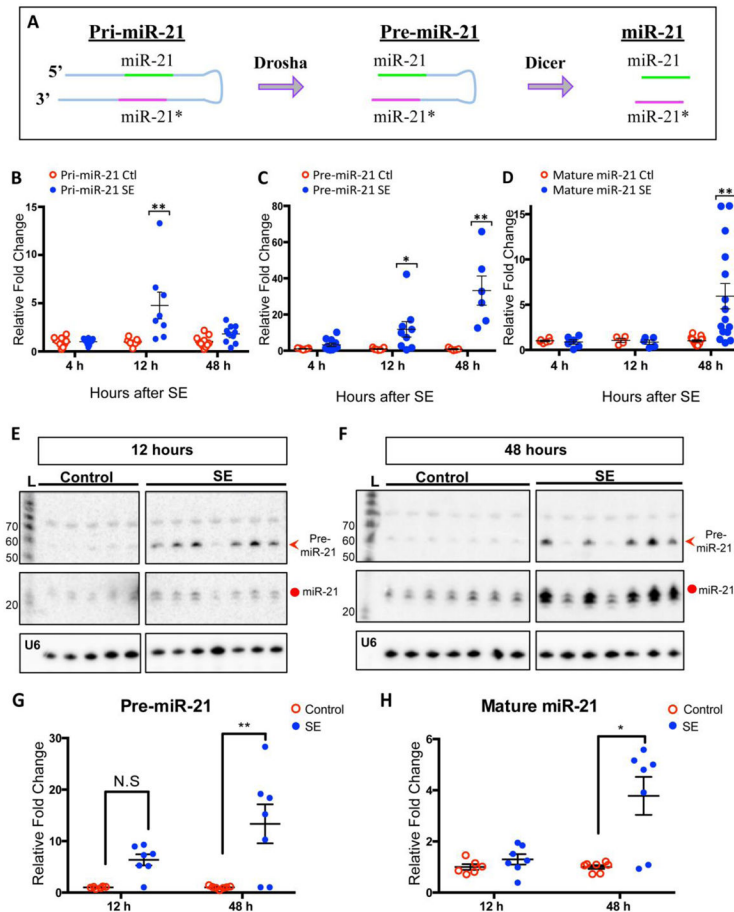 A
Pri-miR-21 Pre-miR-21 miR-21
miR-21 miR-21 miR-21
5’ Drosha Dicer
3’
miR-21* miR-21* miR-21*
B
Pri-miR-21 Ctl
Pri-miR-21 SE
**
Relative Fold Change
15
10
5
0
4 h 12 h 48 h
Hours after SE
C
Pre-miR-21 Ctl
Pre-miR-21 SE
**
*
Relative Fold Change
80
60
40
20
0
4 h 12 h 48 h
Hours after SE
D
Mature miR-21 Ctl
Mature miR-21 SE
**
Relative Fold Change
15
10
5
0
4 h 12 h 48 h
Hours after SE
E
12 hours
L Control SE
70
60
50
Pre-
miR-21
20
miR-21
U6
F
48 hours
L Control SE
70
60
50
Pre-
miR-21
20
miR-21
U6
G
Pre-miR-21
Control
SE
N.S
**
Relative Fold Change
30
20
10
0
12 h 48 h
H
Mature miR-21
Control
SE
*
Relative Fold Change
6
4
2
0
12 h 48 h